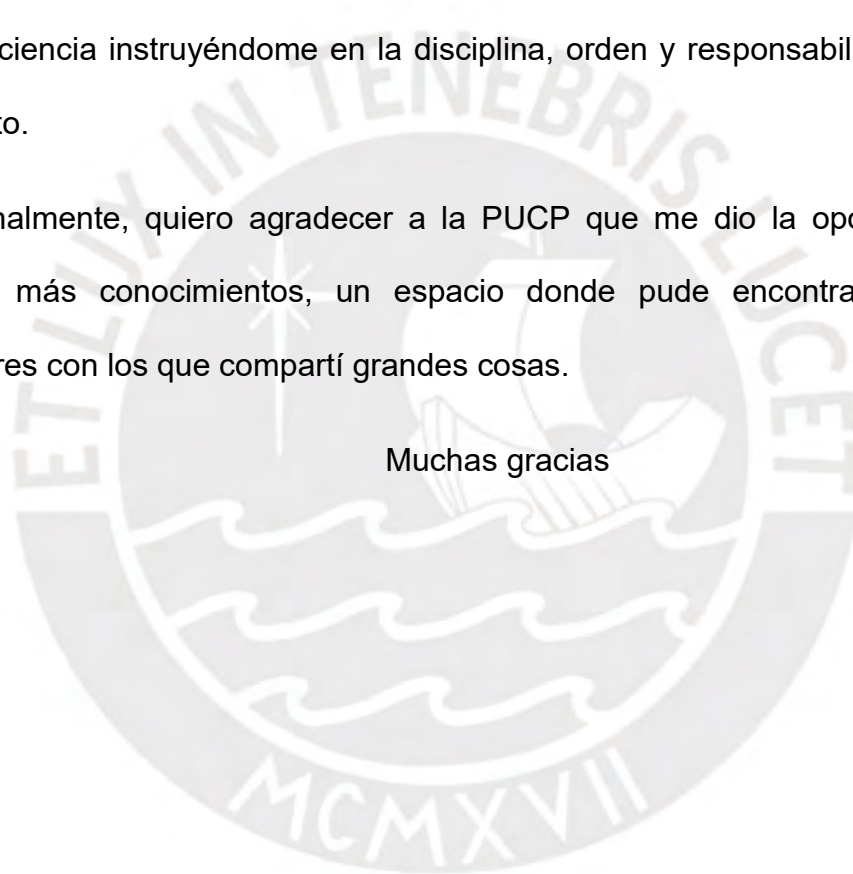 ciencia instruyéndome en la disciplina, orden y responsabil
to.
nalmente, quiero agradecer a la PUCP que me dio la opo
más conocimientos, un espacio donde pude encontra
res con los que compartí grandes cosas.
Muchas gracias
ET LUX IN TENEBRIS LUCET
MCMXVII